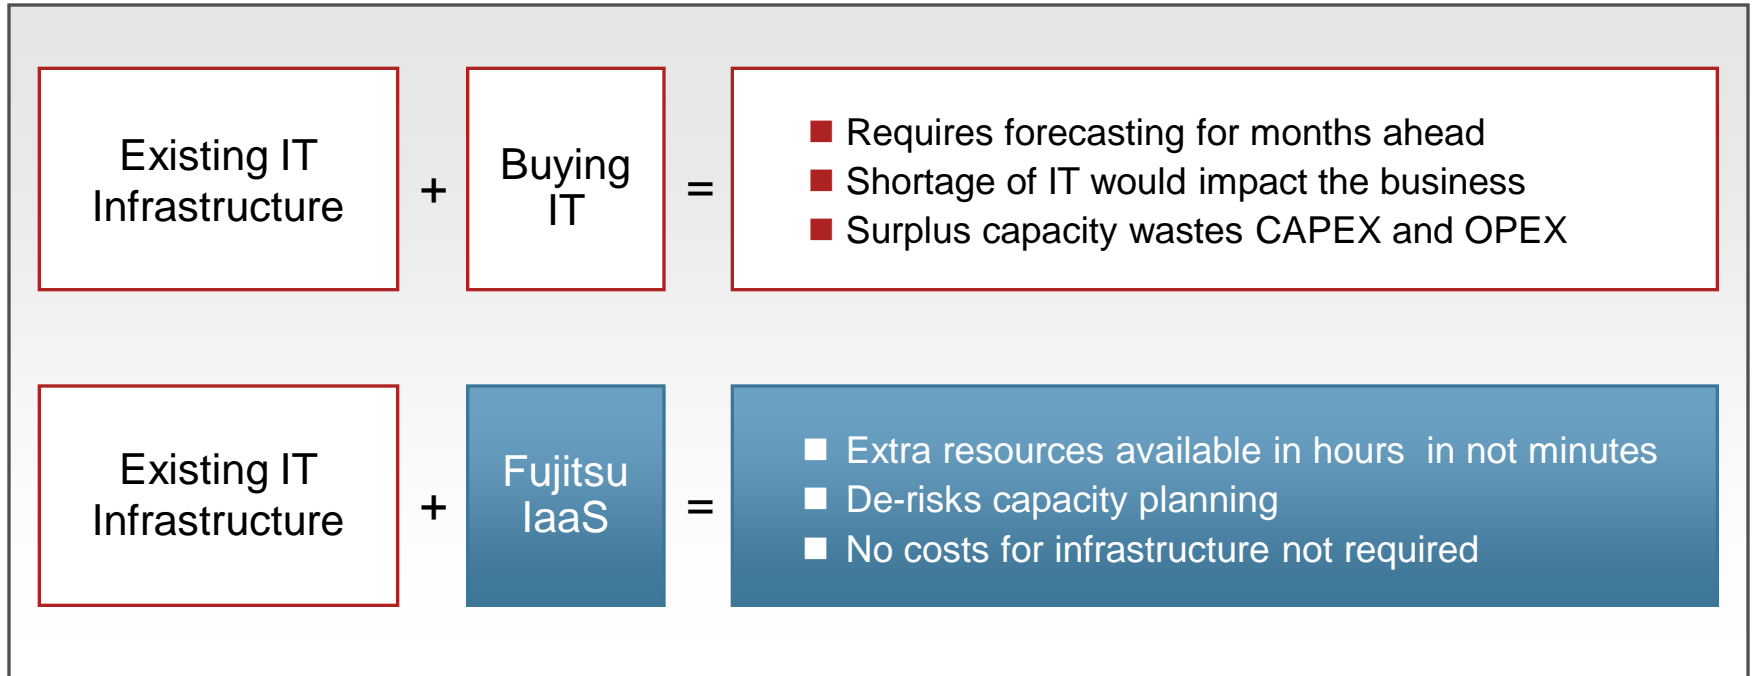 Existing IT
Infrastructure
+
Buying
IT
=
■ Requires forecasting for months ahead
■ Shortage of IT would impact the business
■ Surplus capacity wastes CAPEX and OPEX
Existing IT
Infrastructure
+
Fujitsu
IaaS
=
■ Extra resources available in hours  in not minutes
■ De-risks capacity planning
■ No costs for infrastructure not required